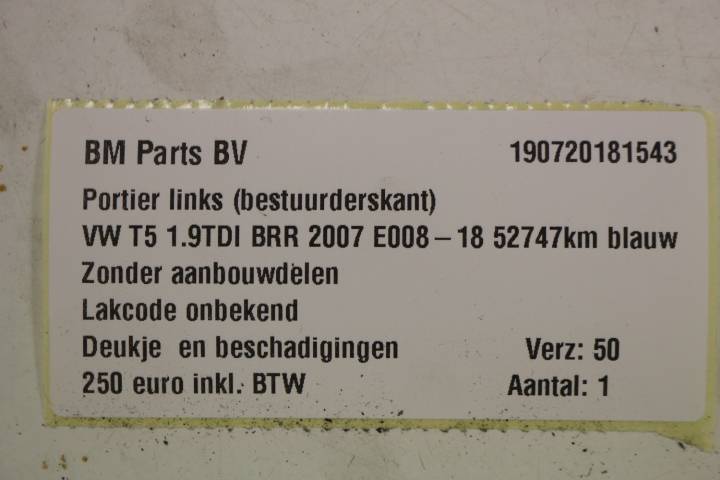 BM Parts BV 190720181543
Portier links (bestuurderskant)
VW T5 1.9TDI BRR 2007 E008-18 52747km blauw
Zonder aanbouwdelen
Lakcode onbekend
Deukje en beschadigingen Verz: 50
250 euro inkl. BTW Aantal: 1